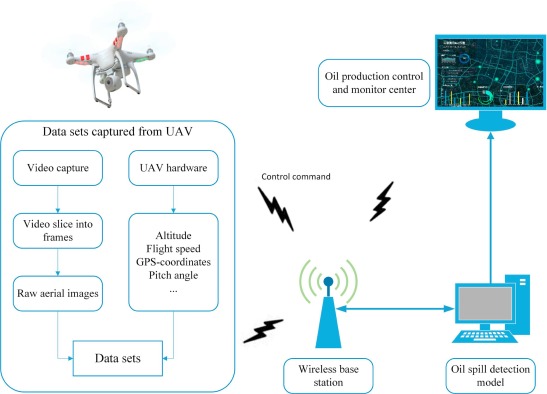 Oil production control
and monitor center
Data sets captured from UAV
Video capture
UAV hardware
Control command
Video slice into
frames
Altitude
Flight speed
GPS-coordinates
Pitch angle
...
Raw aerial images
Data sets
Wireless base
station
Oil spill detection
model